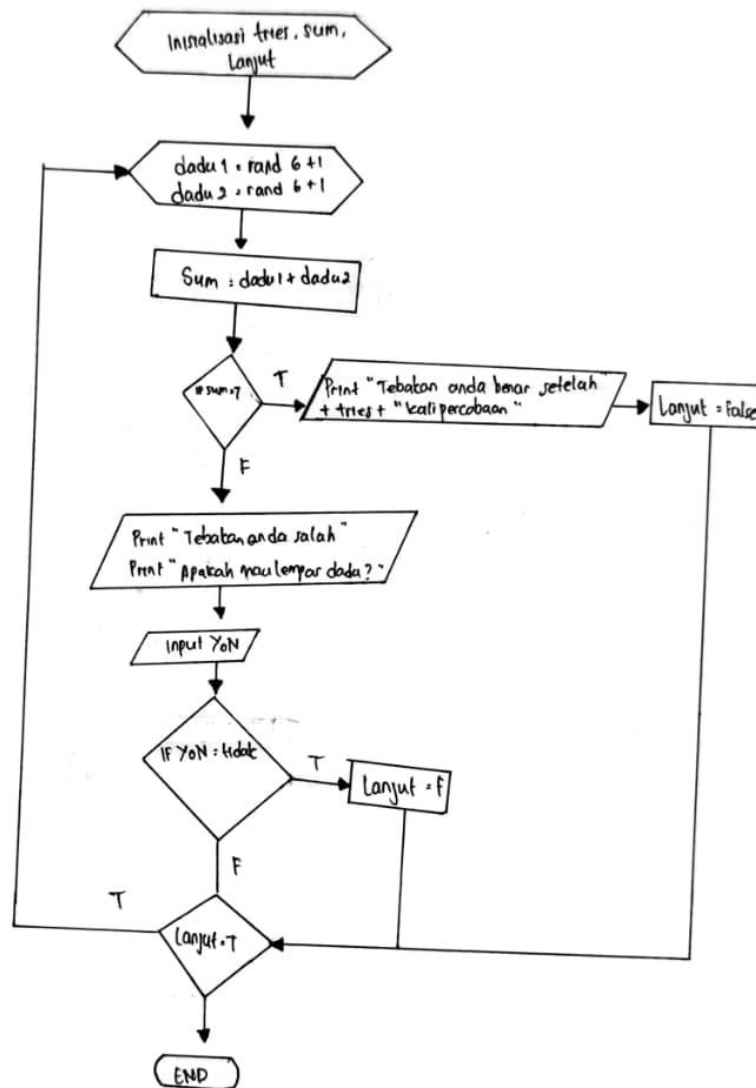 Inisialisasi tries, sum,
Lanjut
dadu 1 = rand 6+1
dadu 2 = rand 6+1
Sum = dadu1 + dadu2
if sum=7
T
Print "Tebakan anda benar setelah"
+ tries + "kali percobaan"
Lanjut = False
F
Print "Tebakan anda salah"
Print "Apakah mau lempar dadu?"
Input YoN
IF YoN = tidak
T
Lanjut = F
F
T
Lanjut = T
END